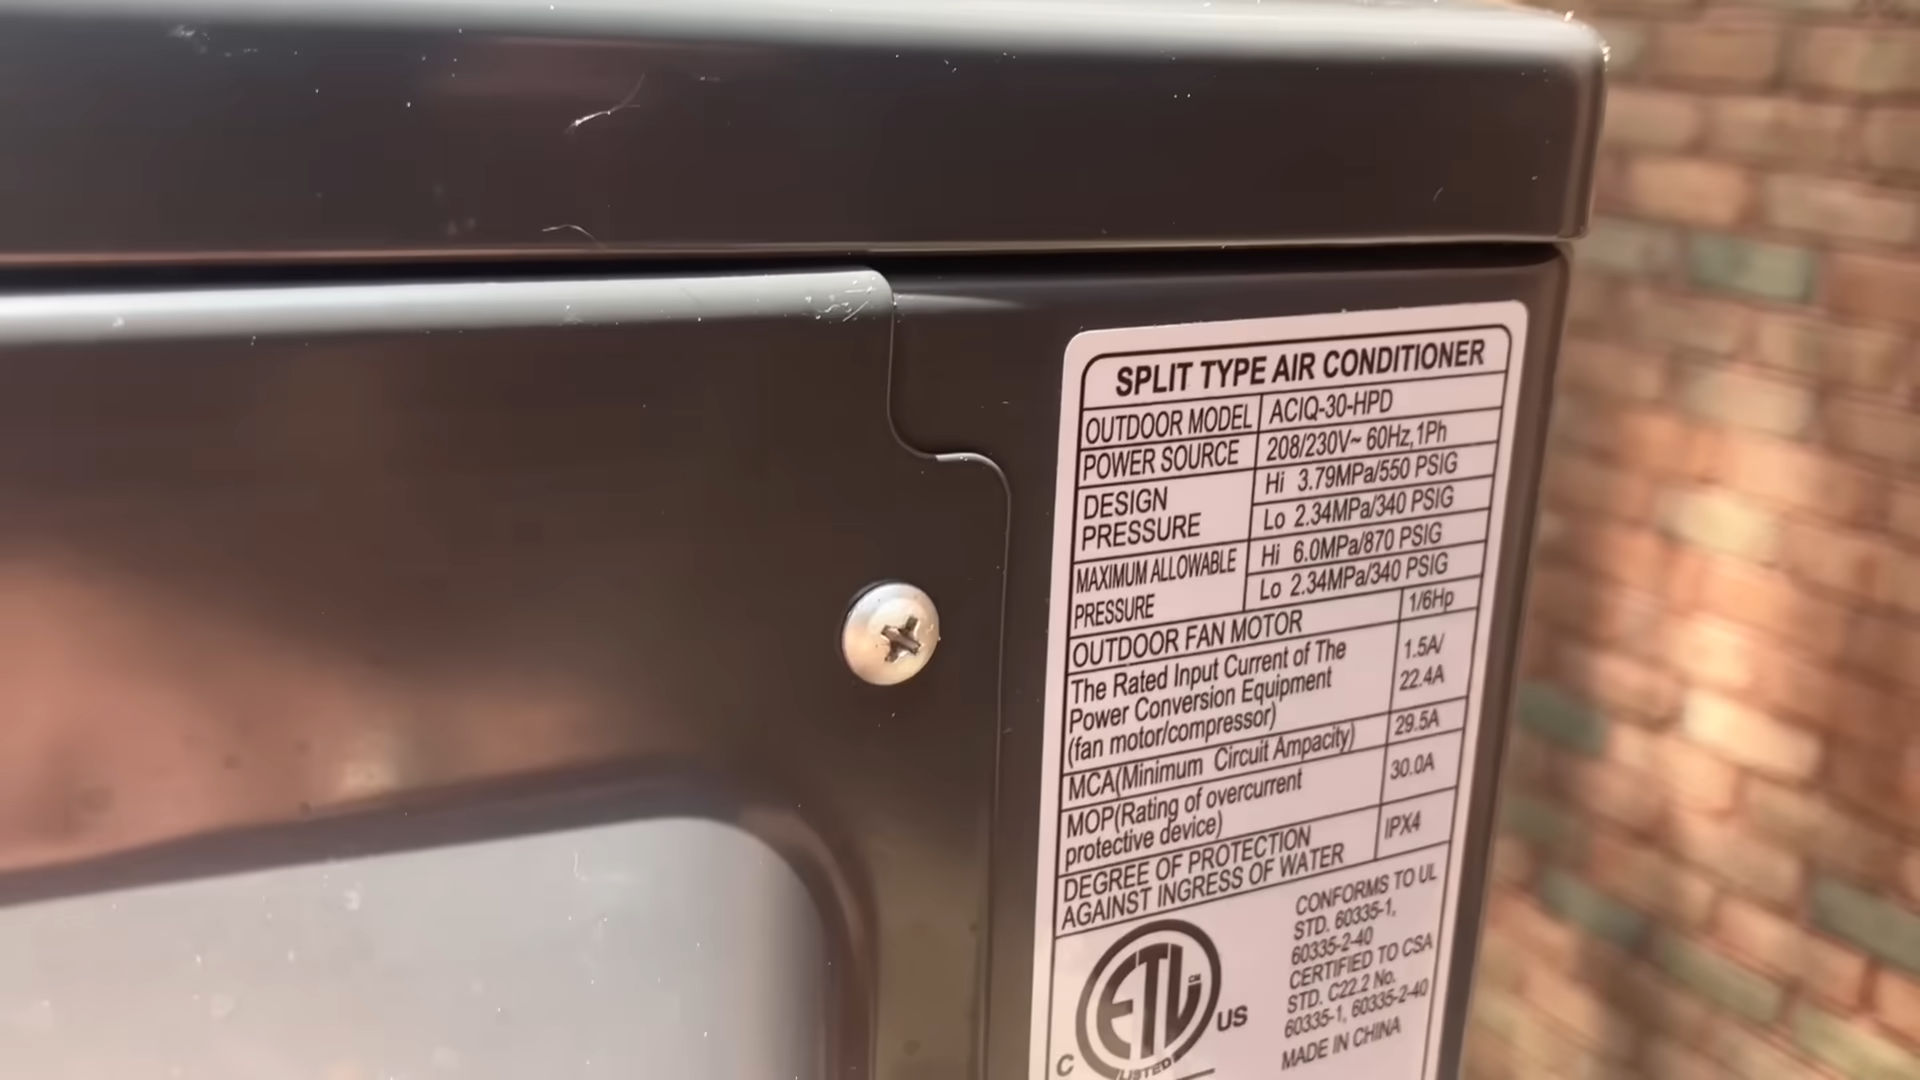 SPLIT TYPE AIR CONDITIONER
OUTDOOR MODEL ACIQ-30-HPD
POWER SOURCE 208/230V~ 60Hz,1Ph
DESIGN
PRESSURE
Hi 3.79MPa/550 PSIG
Lo 2.34MPa/340 PSIG
MAXIMUM ALLOWABLE
PRESSURE
Hi 6.0MPa/870 PSIG
Lo 2.34MPa/340 PSIG
OUTDOOR FAN MOTOR 1/6Hp
The Rated Input Current of The
Power Conversion Equipment
(fan motor/compressor)
1.5A/
22.4A
MCA(Minimum Circuit Ampacity) 29.5A
MOP(Rating of overcurrent
protective device)
30.0A
DEGREE OF PROTECTION
AGAINST INGRESS OF WATER
IPX4
ETL CM
C US
LISTED
CONFORMS TO UL
STD. 60335-1,
60335-2-40
CERTIFIED TO CSA
STD. C22.2 No.
60335-1, 60335-2-40
MADE IN CHINA